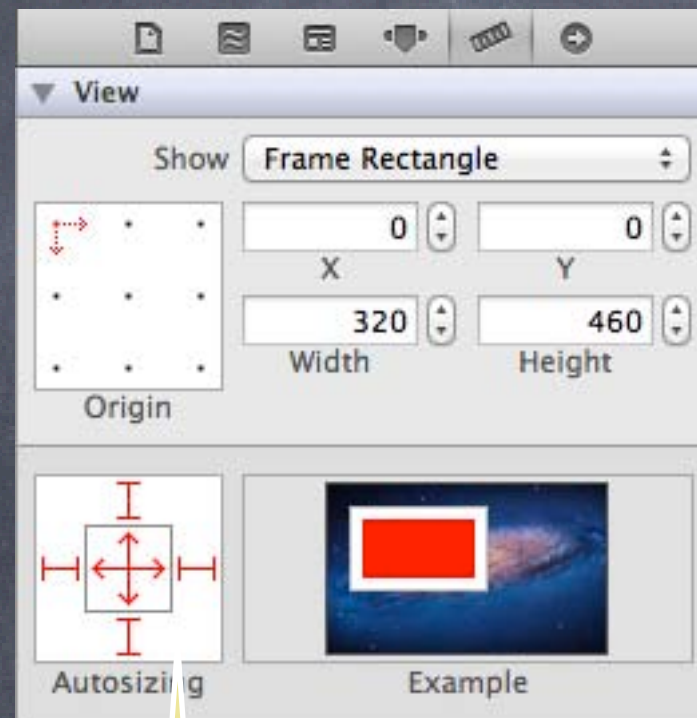 View
Show Frame Rectangle
0 0
X Y
320 460
Width Height
Origin
Autosizing Example